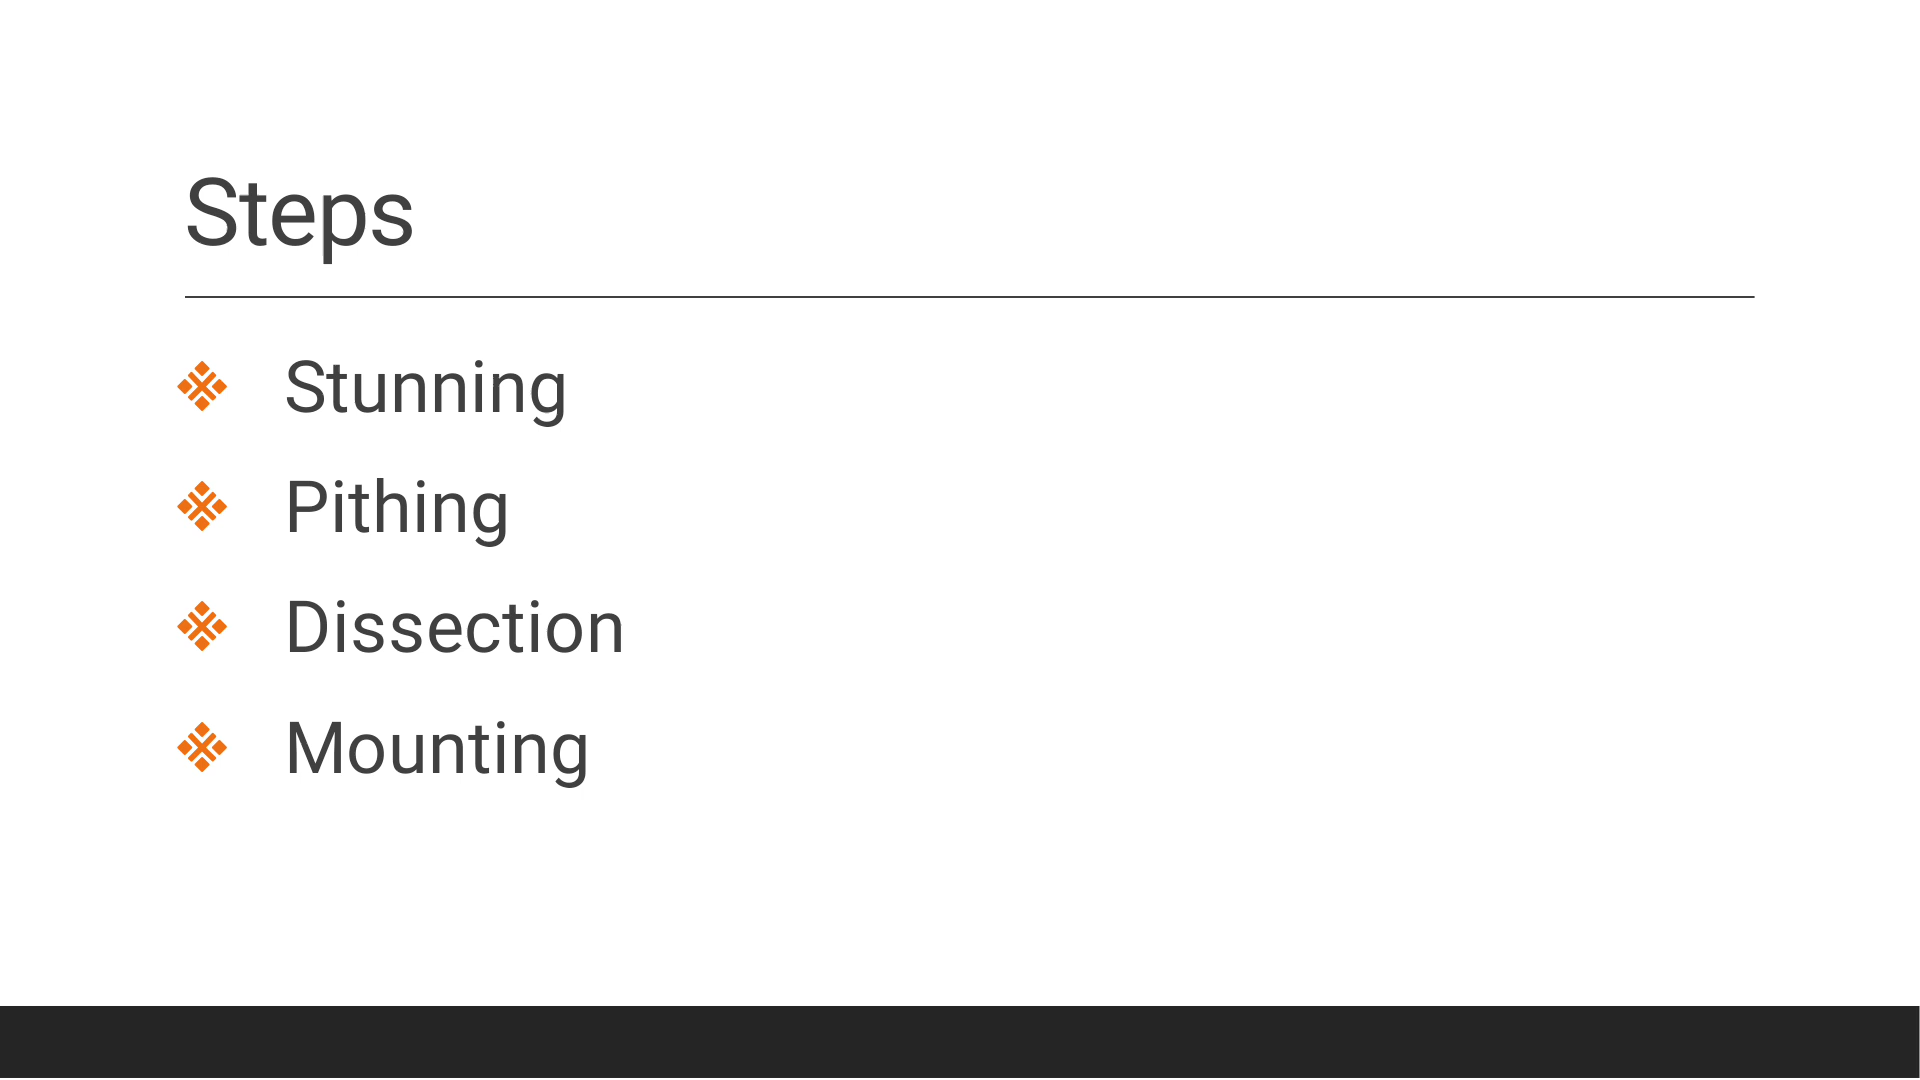 Steps
❖ Stunning
❖ Pithing
❖ Dissection
❖ Mounting